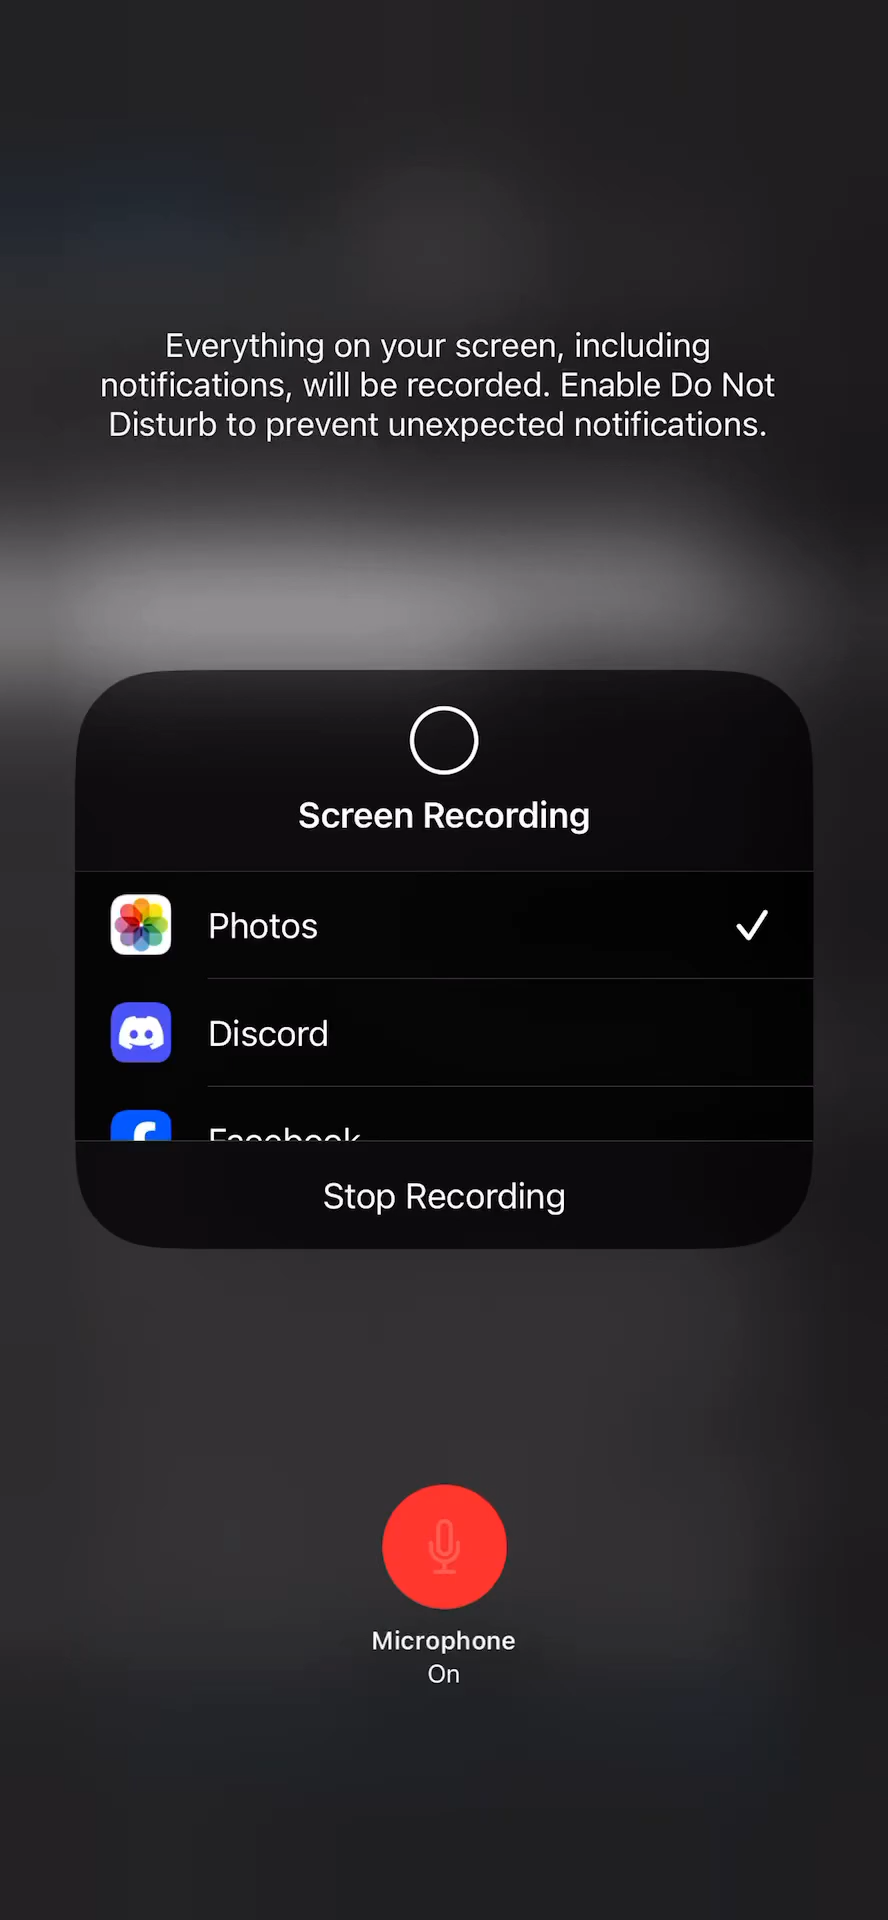 Everything on your screen, including
notifications, will be recorded. Enable Do Not
Disturb to prevent unexpected notifications.
Screen Recording
Photos
Discord
Facebook
Stop Recording
Microphone
On